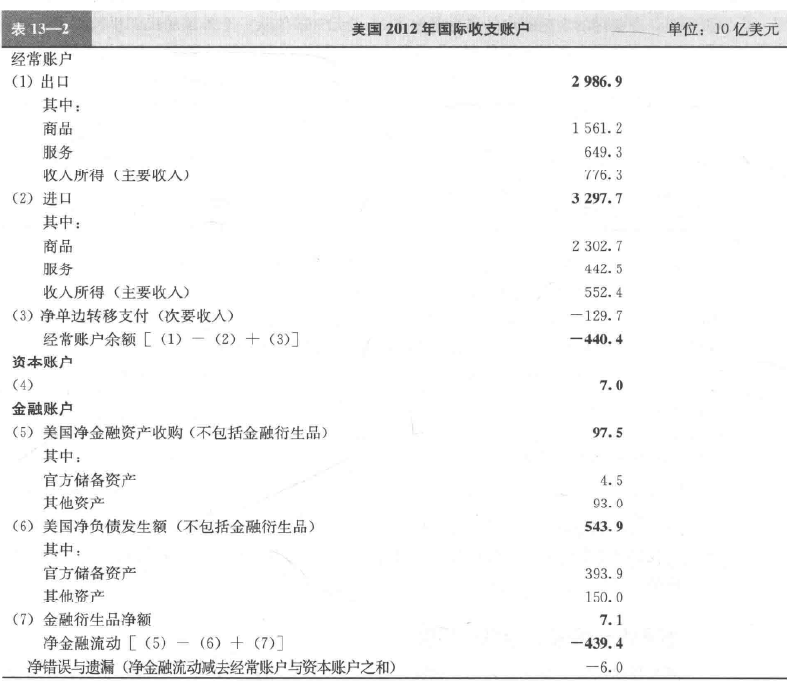 表 13—2 美国 2012 年国际收支账户 单位：10 亿美元
经常账户
(1) 出口 2 986.9
其中：
商品 1 561.2
服务 649.3
收入所得（主要收入） 776.3
(2) 进口 3 297.7
其中：
商品 2 302.7
服务 442.5
收入所得（主要收入） 552.4
(3) 净单边转移支付（次要收入） －129.7
经常账户余额［（1）－（2）＋（3）］ －440.4
资本账户
(4) 7.0
金融账户
(5) 美国净金融资产收购（不包括金融衍生品） 97.5
其中：
官方储备资产 4.5
其他资产 93.0
(6) 美国净负债发生额（不包括金融衍生品） 543.9
其中：
官方储备资产 393.9
其他资产 150.0
(7) 金融衍生品净额 7.1
净金融流动［（5）－（6）＋（7）］ －439.4
净错误与遗漏（净金融流动减去经常账户与资本账户之和） －6.0